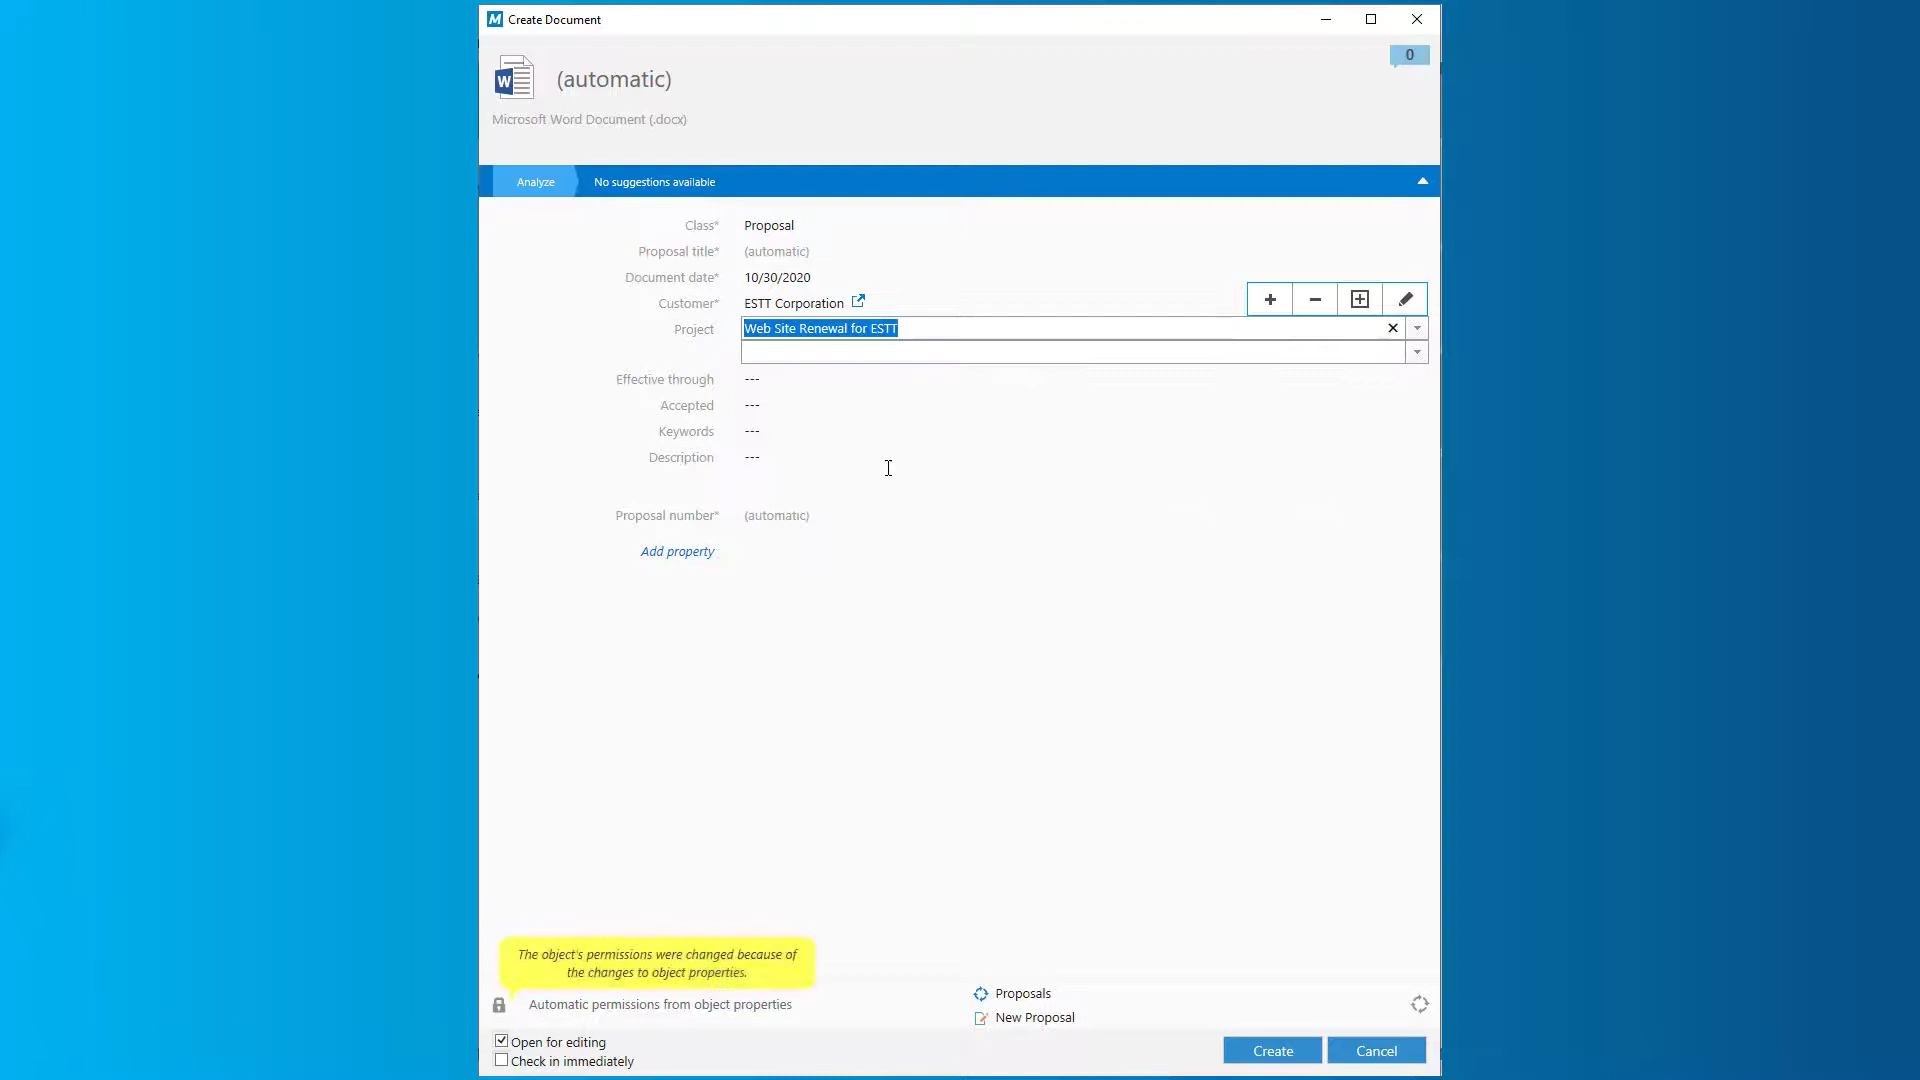 Create Document
0
(automatic)
Microsoft Word Document (.docx)
Analyze No suggestions available
Class* Proposal
Proposal title* (automatic)
Document date* 10/30/2020
Customer* ESTT Corporation
Project Web Site Renewal for ESTT
Effective through ---
Accepted ---
Keywords ---
Description ---
Proposal number* (automatic)
Add property
The object's permissions were changed because of
the changes to object properties.
Automatic permissions from object properties
Proposals
New Proposal
Open for editing
Check in immediately
Create Cancel